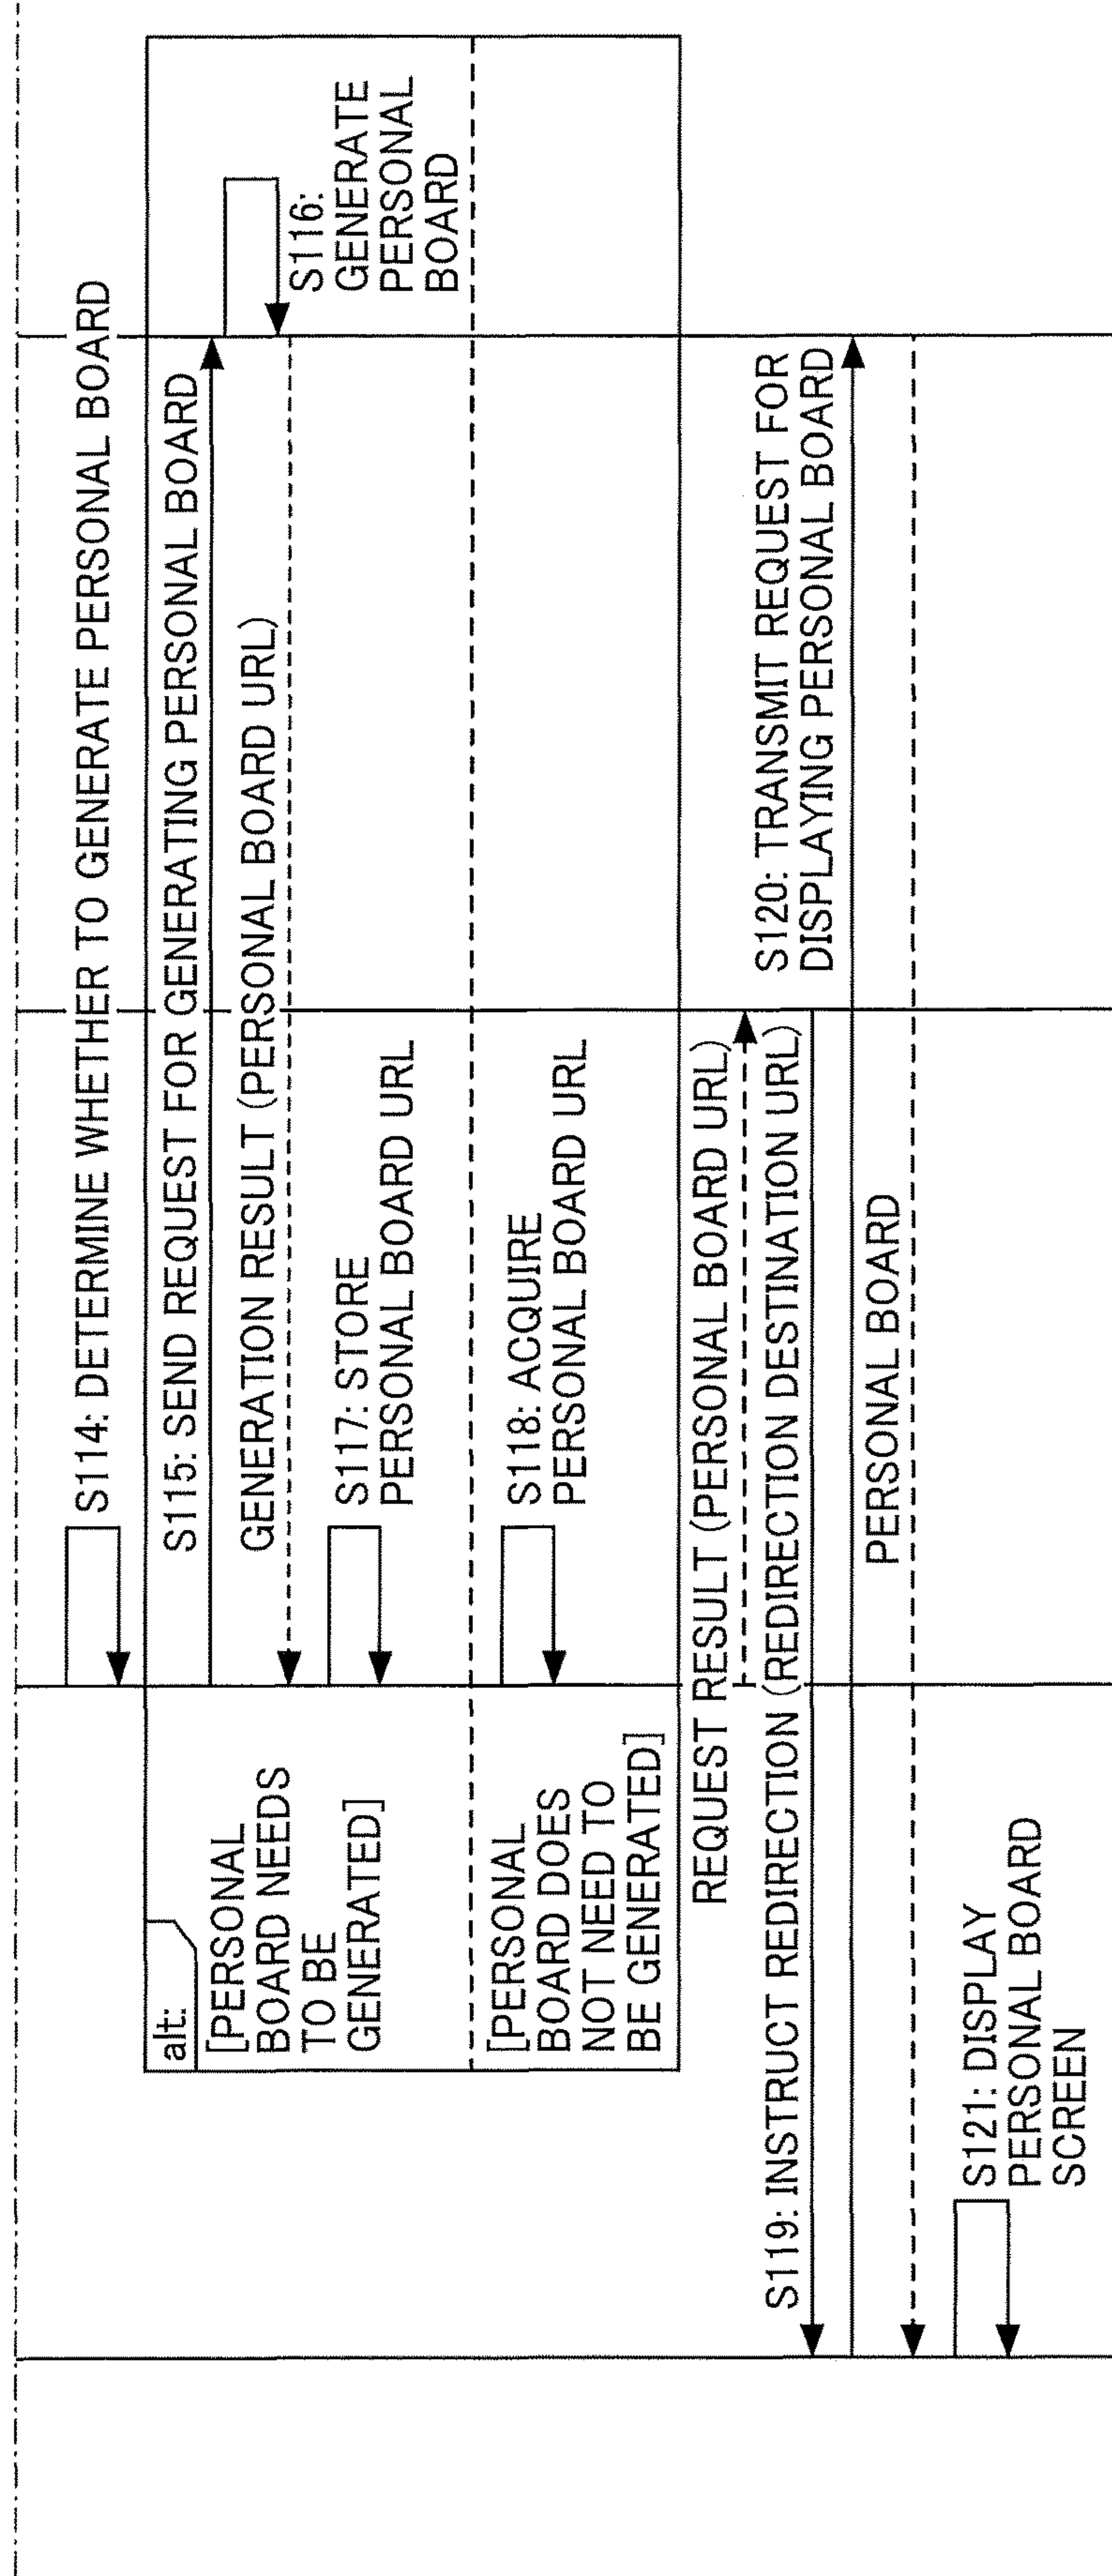 S114: DETERMINE WHETHER TO GENERATE PERSONAL BOARD
alt:
[PERSONAL
BOARD NEEDS
TO BE
GENERATED]
S115: SEND REQUEST FOR GENERATING PERSONAL BOARD
S116:
GENERATE
PERSONAL
BOARD
GENERATION RESULT (PERSONAL BOARD URL)
S117: STORE
PERSONAL BOARD URL
[PERSONAL
BOARD DOES
NOT NEED TO
BE GENERATED]
S118: ACQUIRE
PERSONAL BOARD URL
REQUEST RESULT (PERSONAL BOARD URL)
S119: INSTRUCT REDIRECTION (REDIRECTION DESTINATION URL)
S120: TRANSMIT REQUEST FOR
DISPLAYING PERSONAL BOARD
PERSONAL BOARD
S121: DISPLAY
PERSONAL BOARD
SCREEN